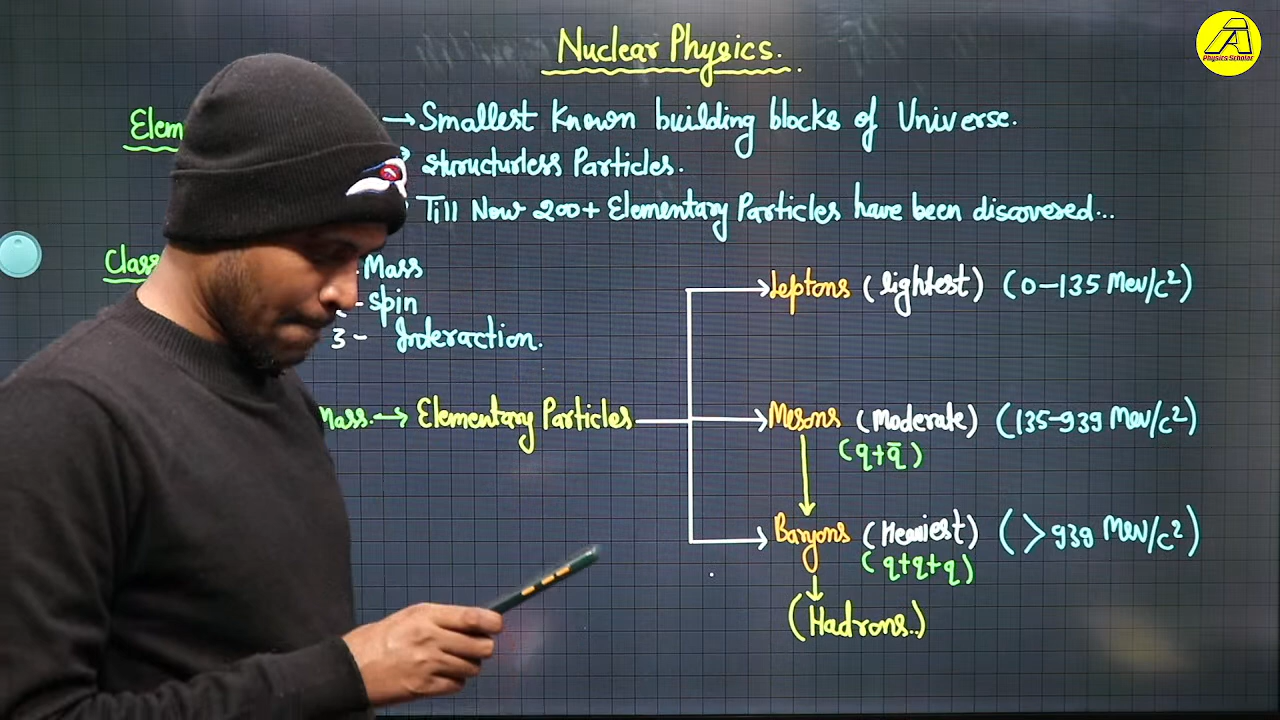 Nuclear Physics.
Physics Scholar
Elem
→ Smallest Known building blocks of Universe.
structurless Particles.
Till Now 200+ Elementary Particles have been discovered...
Class
Mass
- spin
3 - Interaction.
Leptons (lightest) (0-135 Mev/c²)
Mass → Elementary Particles
Mesons (Moderate) (135-939 Mev/c²)
(q+q̄)
Baryons (Heaviest) (> 939 Mev/c²)
(q+q+q)
(Hadrons..)